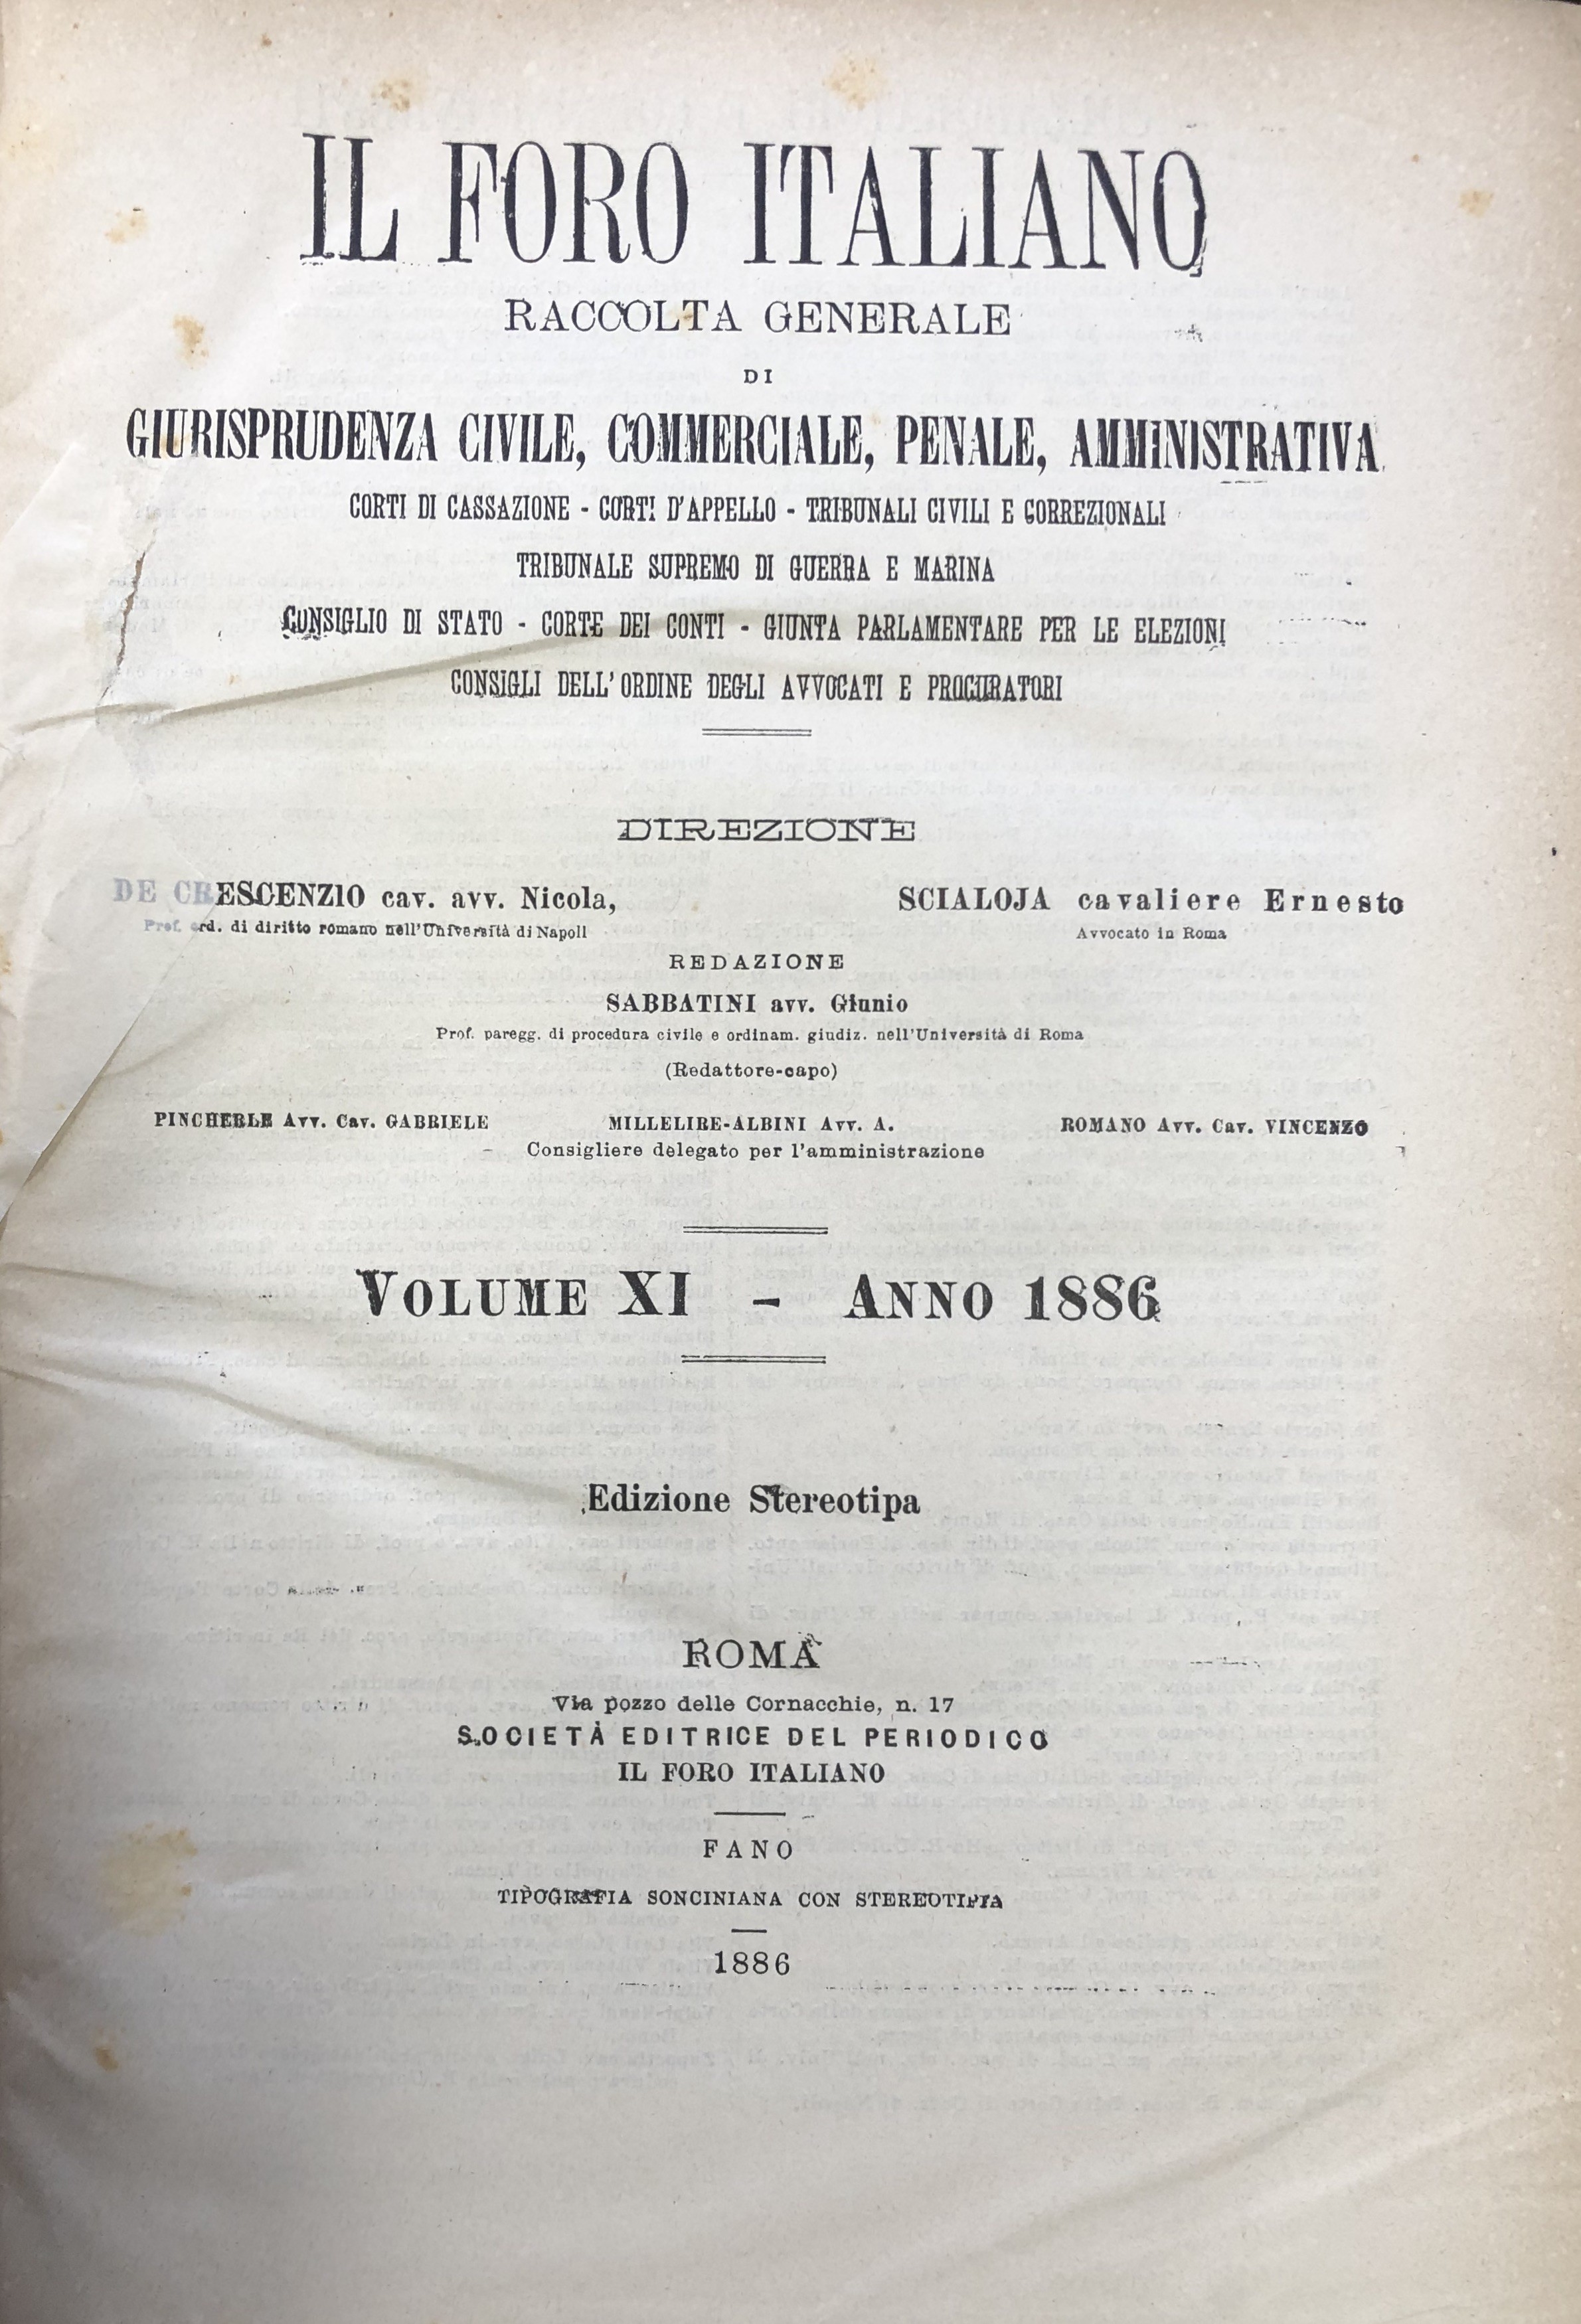 IL FORO ITALIANO
RACCOLTA GENERALE
DI
GIURISPRUDENZA CIVILE, COMMERCIALE, PENALE, AMMINISTRATIVA
CORTI DI CASSAZIONE - CORTI D'APPELLO - TRIBUNALI CIVILI E CORREZIONALI
TRIBUNALE SUPREMO DI GUERRA E MARINA
CONSIGLIO DI STATO - CORTE DEI CONTI - GIUNTA PARLAMENTARE PER LE ELEZIONI
CONSIGLI DELL'ORDINE DEGLI AVVOCATI E PROCURATORI
DIREZIONE
DE CRESCENZIO cav. avv. Nicola, SCIALOJA cavaliere Ernesto
Prof. ord. di diritto romano nell'Università di Napoli Avvocato in Roma
REDAZIONE
SABBATINI avv. Giunio
Prof. paregg. di procedura civile e ordinam. giudiz. nell'Università di Roma
(Redattore-capo)
PINCHERLE Avv. Cav. GABRIELE MILLELIRE-ALBINI Avv. A. ROMANO Avv. Cav. VINCENZO
Consigliere delegato per l'amministrazione
VOLUME XI - ANNO 1886
Edizione Stereotipa
ROMA
Via pozzo delle Cornacchie, n. 17
SOCIETÀ EDITRICE DEL PERIODICO
IL FORO ITALIANO
FANO
TIPOGRAFIA SONCINIANA CON STEREOTIPIA
1886